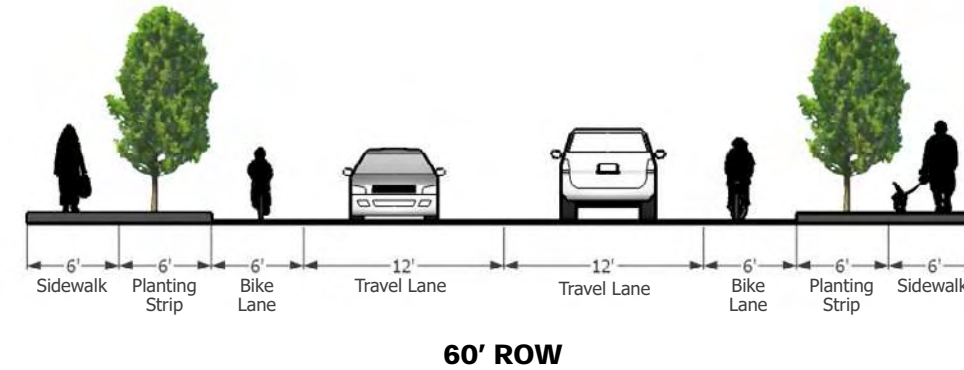 6' 6' 6' 12' 12' 6' 6' 6'
Sidewalk Planting Strip Bike Lane Travel Lane Travel Lane Bike Lane Planting Strip Sidewalk
60' ROW